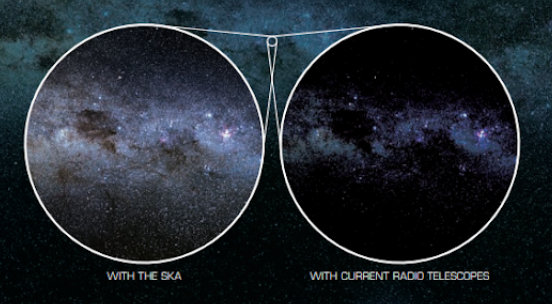 WITH THE SKA
WITH CURRENT RADIO TELESCOPES